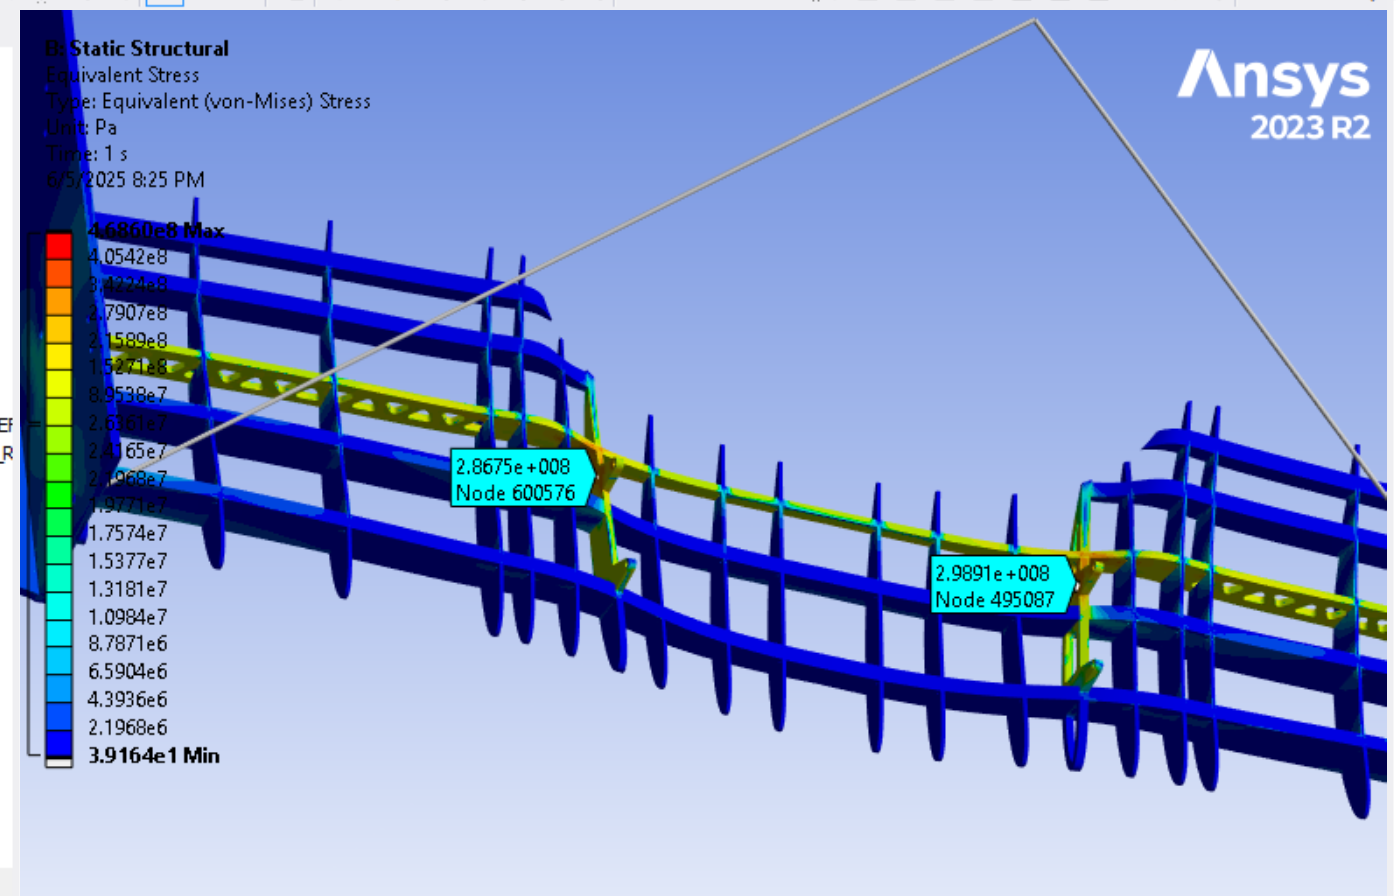 B: Static Structural
Equivalent Stress
Type: Equivalent (von-Mises) Stress
Unit: Pa
Time: 1 s
6/5/2025 8:25 PM
Ansys
2023 R2
4.6860e8 Max
4.0542e8
3.4224e8
2.7907e8
2.1589e8
1.5271e8
8.9538e7
2.6361e7
2.4165e7
2.1968e7
1.9771e7
1.7574e7
1.5377e7
1.3181e7
1.0984e7
8.7871e6
6.5904e6
4.3936e6
2.1968e6
3.9164e1 Min
2.8675e+008
Node 600576
2.9891e+008
Node 495087